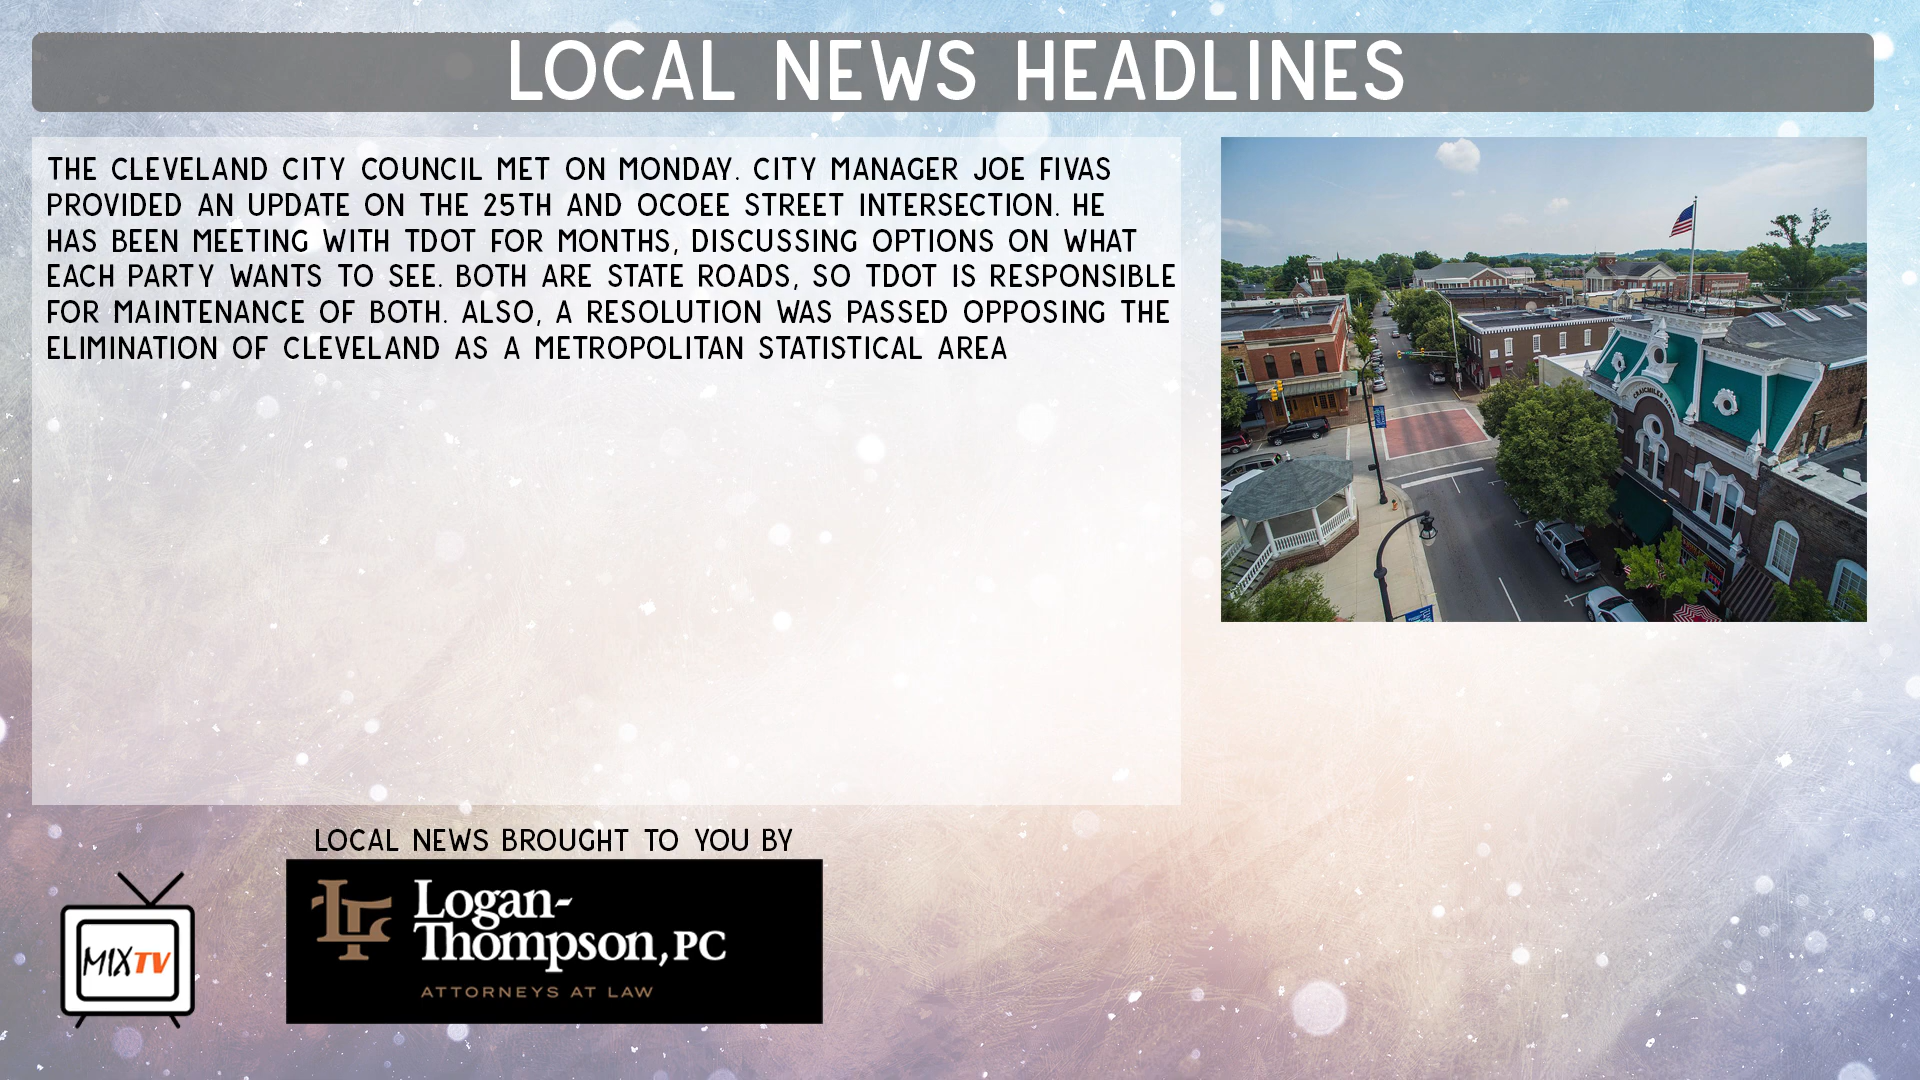 LOCAL NEWS HEADLINES
THE CLEVELAND CITY COUNCIL MET ON MONDAY. CITY MANAGER JOE FIVAS
PROVIDED AN UPDATE ON THE 25TH AND OCOEE STREET INTERSECTION. HE
HAS BEEN MEETING WITH TDOT FOR MONTHS, DISCUSSING OPTIONS ON WHAT
EACH PARTY WANTS TO SEE. BOTH ARE STATE ROADS, SO TDOT IS RESPONSIBLE
FOR MAINTENANCE OF BOTH. ALSO, A RESOLUTION WAS PASSED OPPOSING THE
ELIMINATION OF CLEVELAND AS A METROPOLITAN STATISTICAL AREA
LOCAL NEWS BROUGHT TO YOU BY
MIXTV
Logan-
Thompson, PC
ATTORNEYS AT LAW